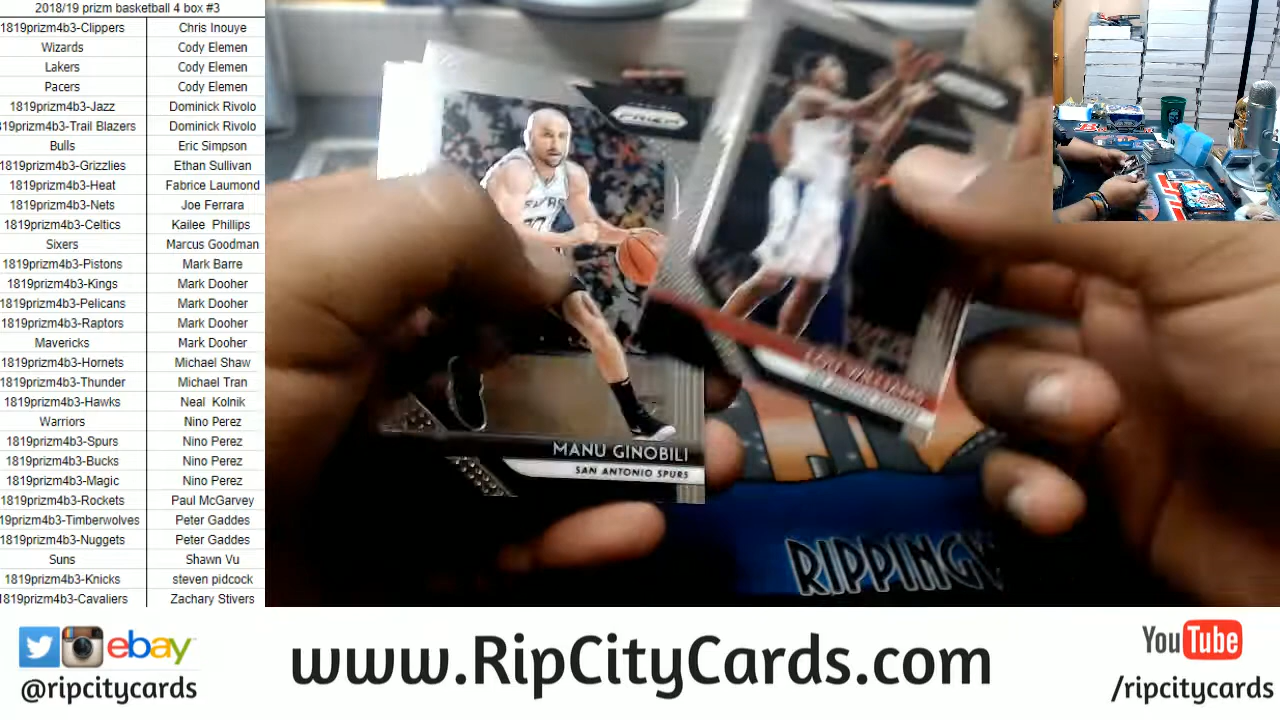 2018/19 prizm basketball 4 box #3
1819prizm4b3-Clippers Chris Inouye
Wizards Cody Elemen
Lakers Cody Elemen
Pacers Cody Elemen
1819prizm4b3-Jazz Dominick Rivolo
19prizm4b3-Trail Blazers Dominick Rivolo
Bulls Eric Simpson
1819prizm4b3-Grizzlies Ethan Sullivan
1819prizm4b3-Heat Fabrice Laumond
1819prizm4b3-Nets Joe Ferrara
1819prizm4b3-Celtics Kailee Phillips
Sixers Marcus Goodman
1819prizm4b3-Pistons Mark Barre
1819prizm4b3-Kings Mark Dooher
1819prizm4b3-Pelicans Mark Dooher
1819prizm4b3-Raptors Mark Dooher
Mavericks Mark Dooher
1819prizm4b3-Hornets Michael Shaw
1819prizm4b3-Thunder Michael Tran
1819prizm4b3-Hawks Neal Kolnik
Warriors Nino Perez
1819prizm4b3-Spurs Nino Perez
1819prizm4b3-Bucks Nino Perez
1819prizm4b3-Magic Nino Perez
1819prizm4b3-Rockets Paul McGarvey
19prizm4b3-Timberwolves Peter Gaddes
1819prizm4b3-Nuggets Peter Gaddes
Suns Shawn Vu
1819prizm4b3-Knicks steven pidcock
1819prizm4b3-Cavaliers Zachary Stivers
PRIZM
SPURS
MANU GINOBILI
SAN ANTONIO SPURS
RIPPING
ebay
@ripcitycards
www.RipCityCards.com
YouTube
/ripcitycards